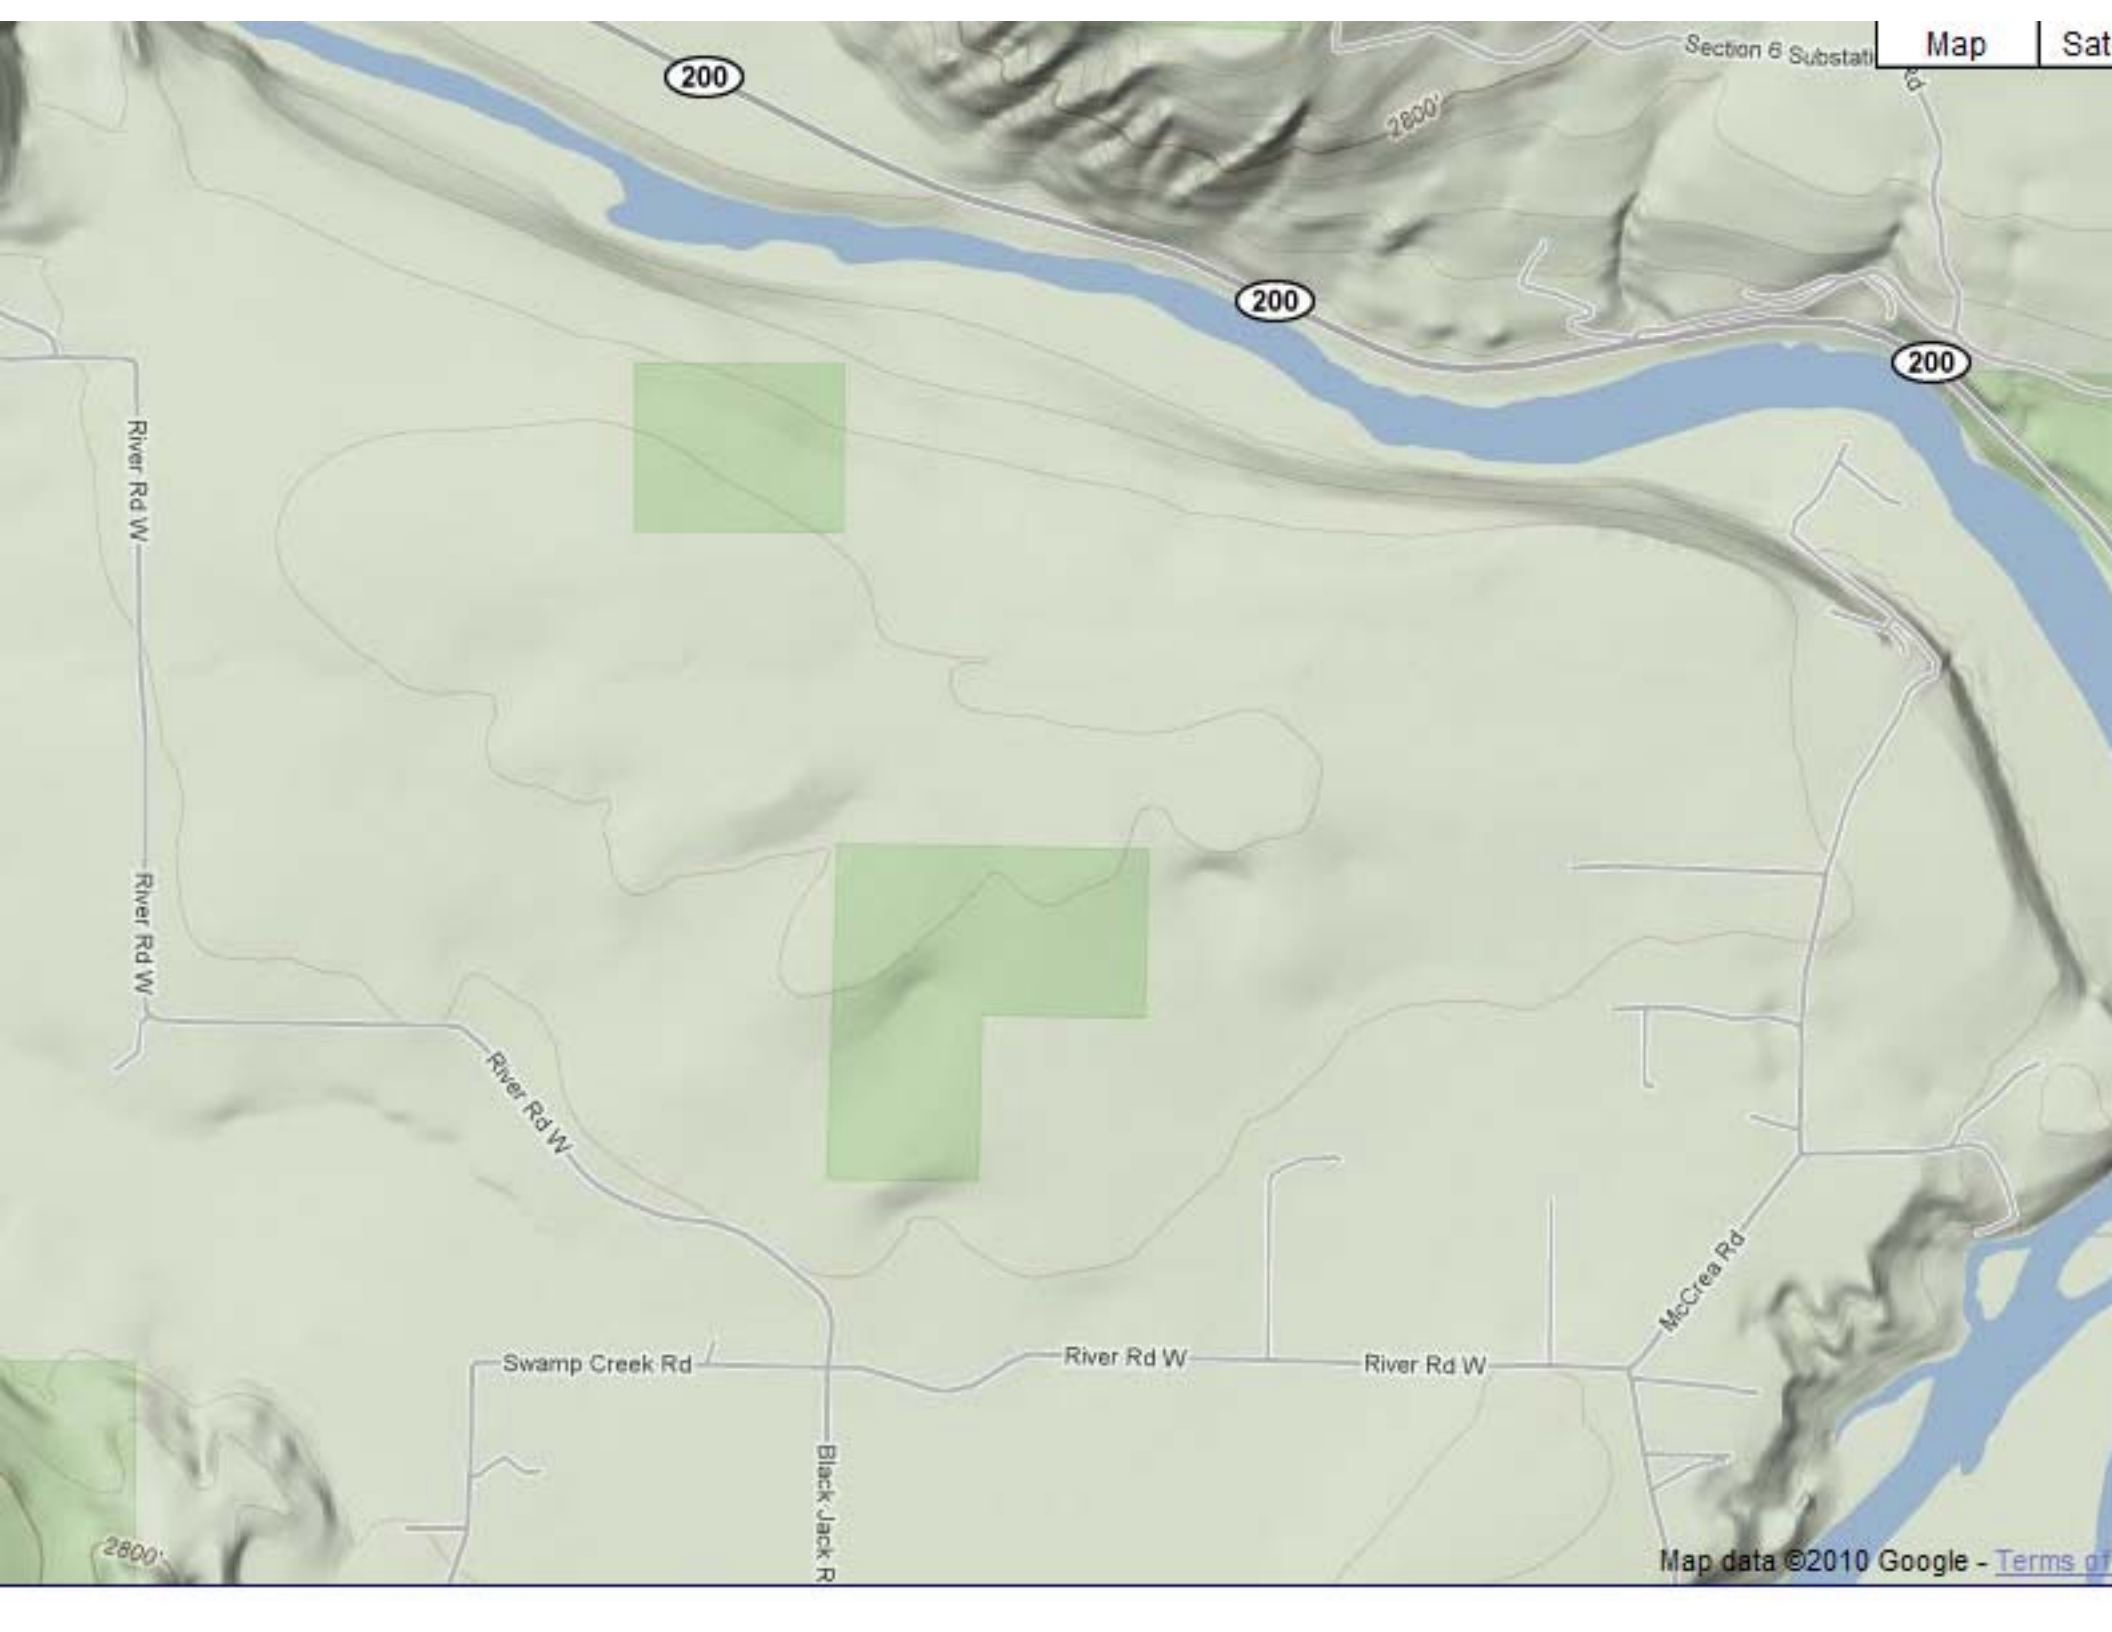 Map
Sat
200
Section 6 Substati
Rd
2800'
200
200
River Rd W
River Rd W
River Rd W
McCrea Rd
Swamp Creek Rd
River Rd W
River Rd W
Black Jack R
2800'
Map data ©2010 Google - Terms of